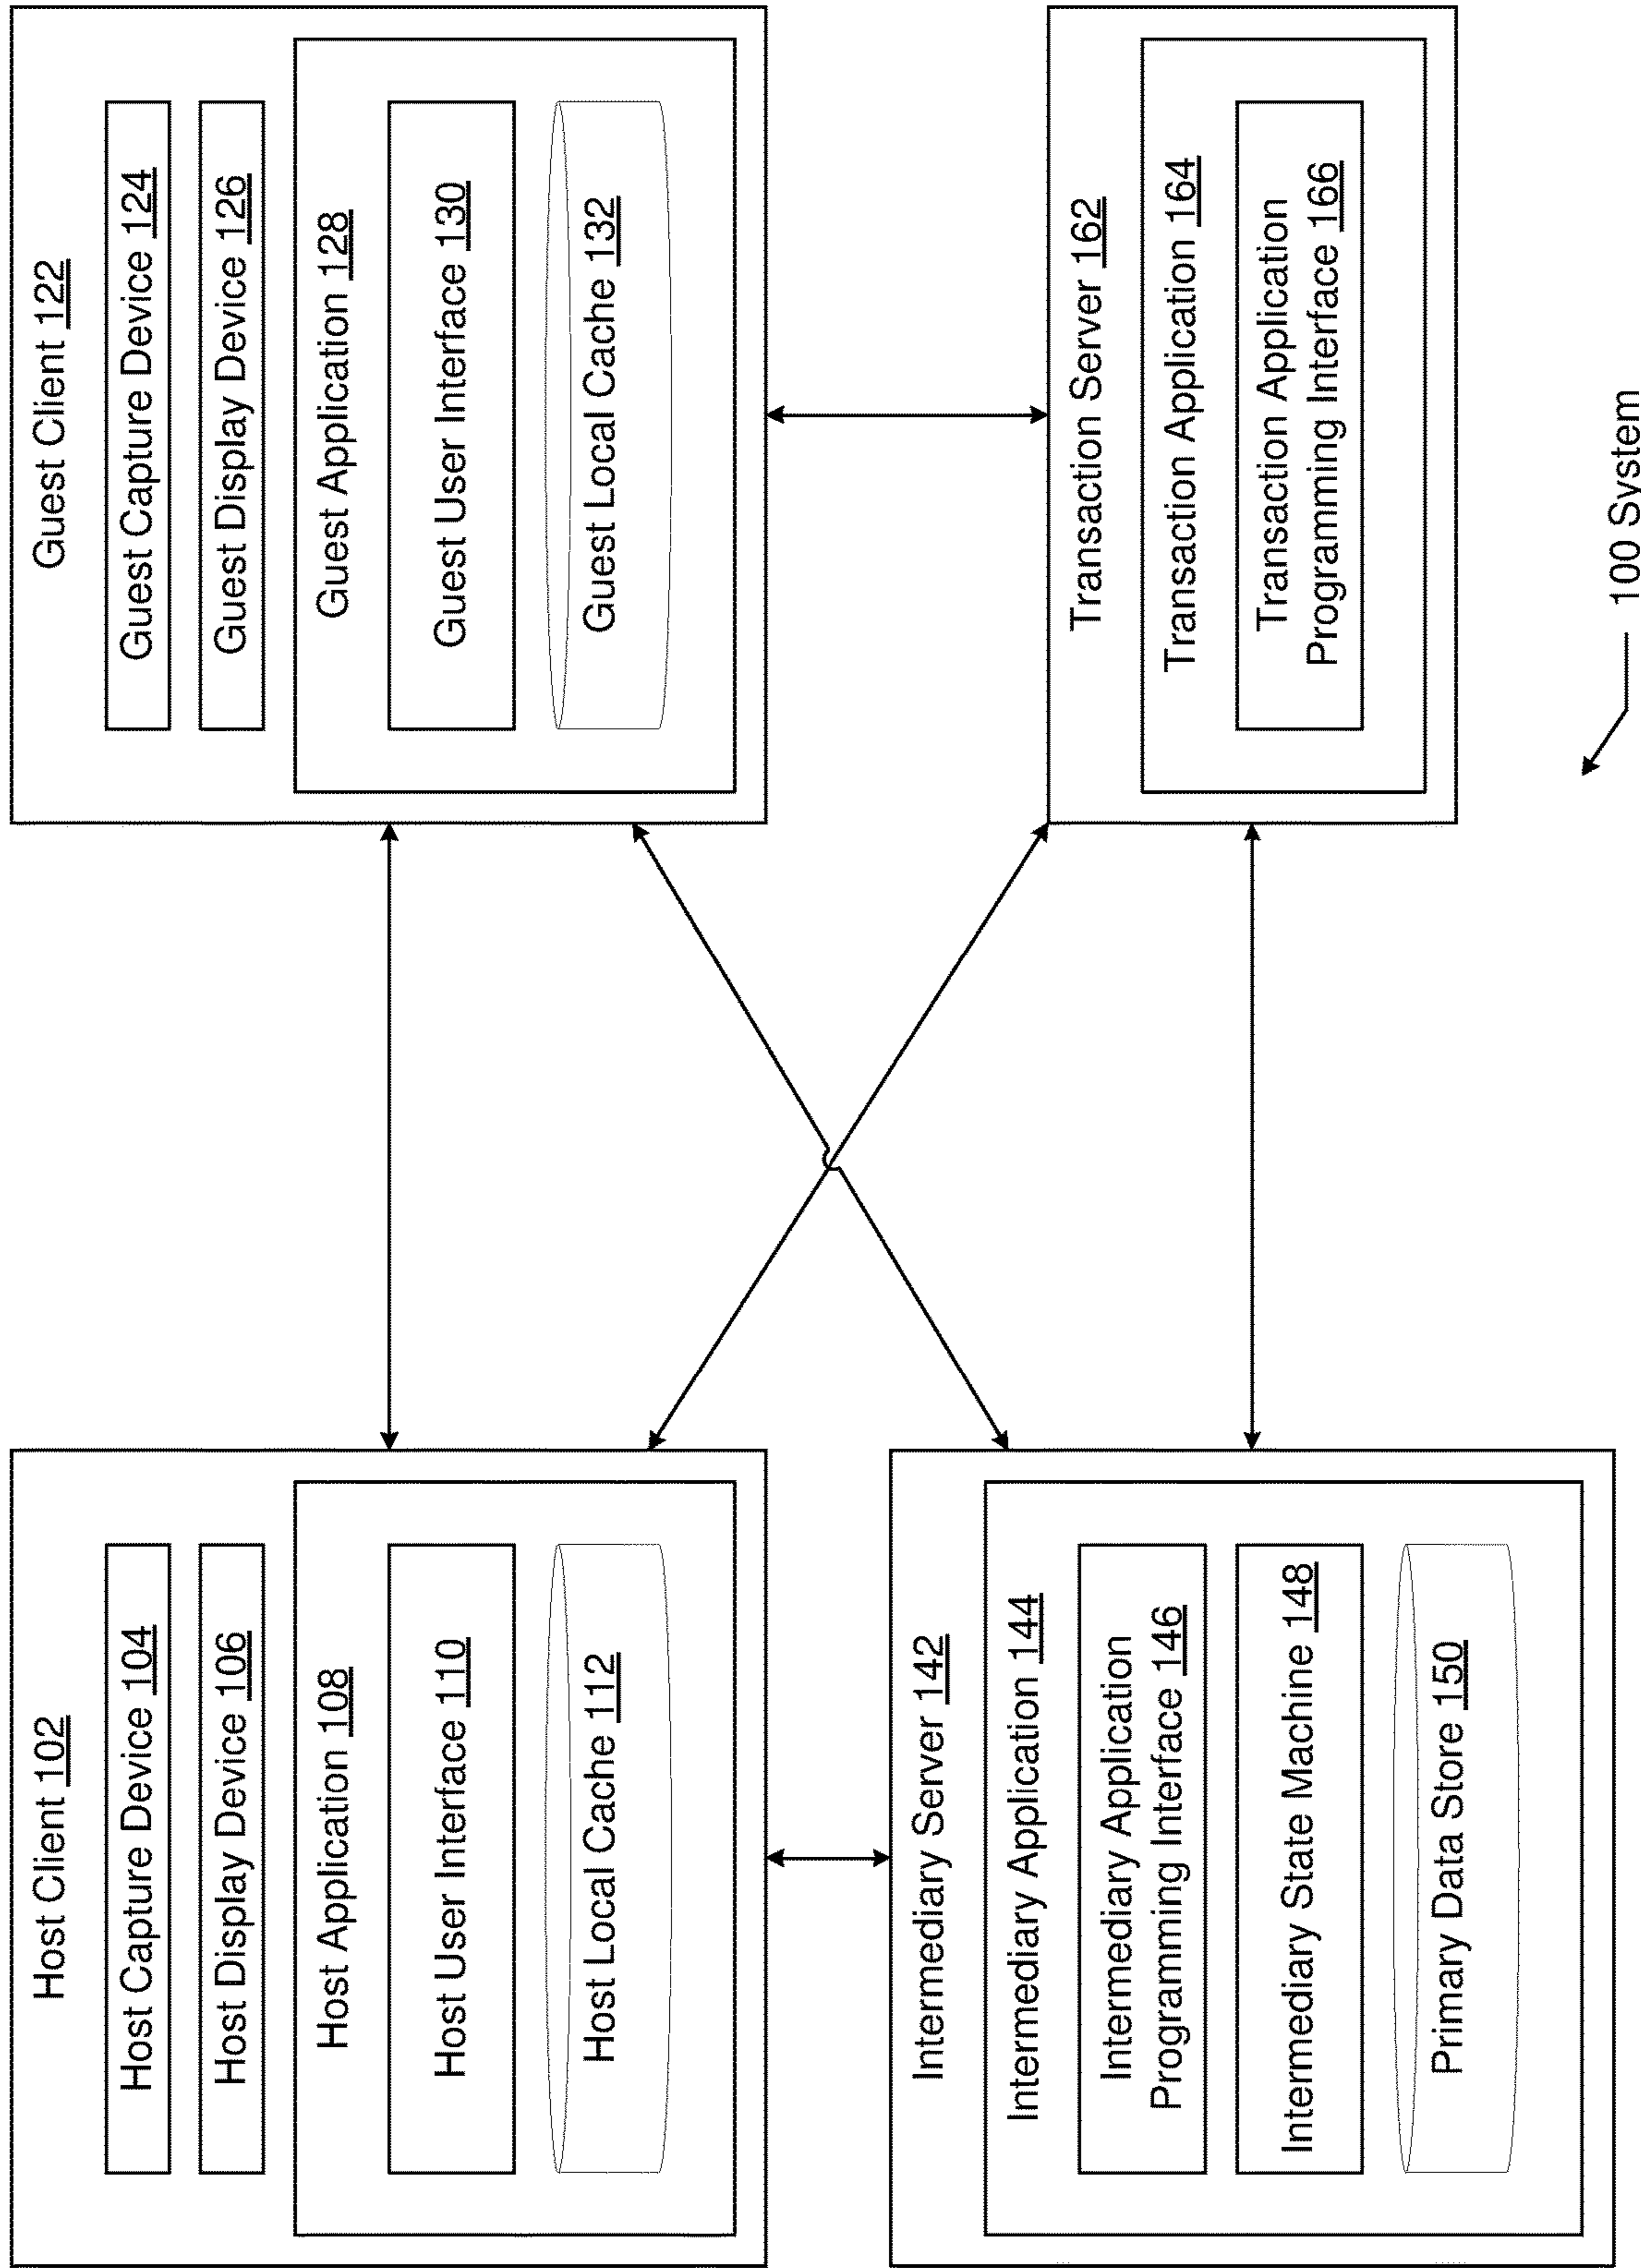 Host Client 102
Host Capture Device 104
Host Display Device 106
Host Application 108
Host User Interface 110
Host Local Cache 112
Guest Client 122
Guest Capture Device 124
Guest Display Device 126
Guest Application 128
Guest User Interface 130
Guest Local Cache 132
Intermediary Server 142
Intermediary Application 144
Intermediary Application
Programming Interface 146
Intermediary State Machine 148
Primary Data Store 150
Transaction Server 162
Transaction Application 164
Transaction Application
Programming Interface 166
100 System